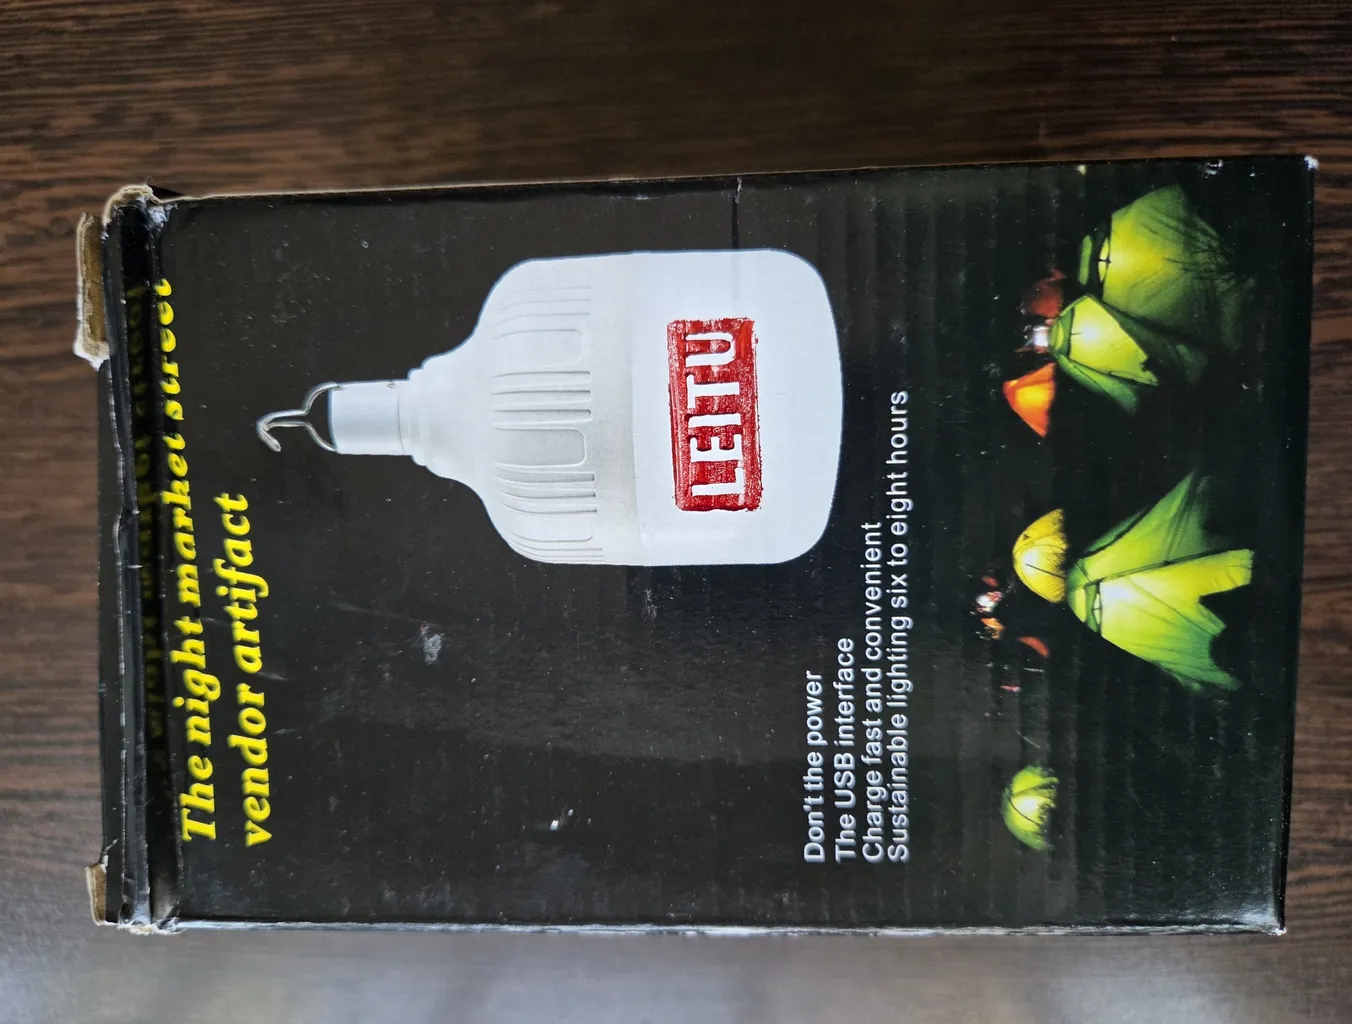 The night market street
vendor artifact
LEITU
Don't the power
The USB interface
Charge fast and convenient
Sustainable lighting six to eight hours